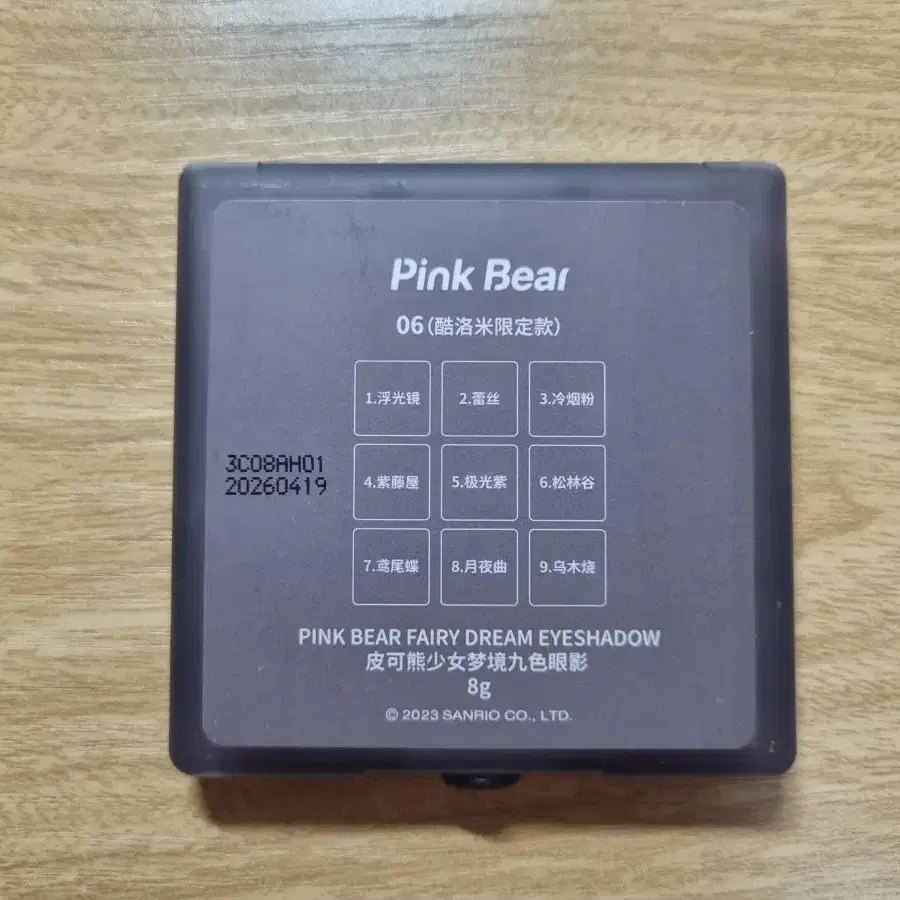 Pink Bear
06(酷洛米限定款)
1.浮光镜 2.蕾丝 3.冷烟粉
3C08AH01
20260419
4.紫藤屋 5.极光紫 6.松林谷
7.鸢尾蝶 8.月夜曲 9.乌木烧
PINK BEAR FAIRY DREAM EYESHADOW
皮可熊少女梦境九色眼影
8g
© 2023 SANRIO CO., LTD.